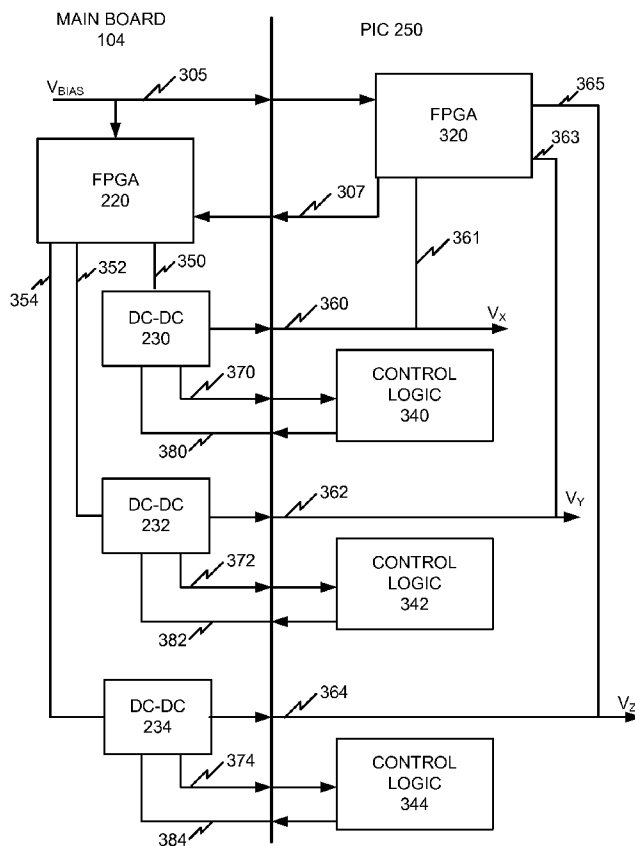 MAIN BOARD
104
PIC 250
V_BIAS
305
365
FPGA
320
363
FPGA
220
307
361
354
352
350
DC-DC
230
360
V_X
370
CONTROL
LOGIC
340
380
DC-DC
232
362
V_Y
372
CONTROL
LOGIC
342
382
DC-DC
234
364
V_Z
374
CONTROL
LOGIC
344
384